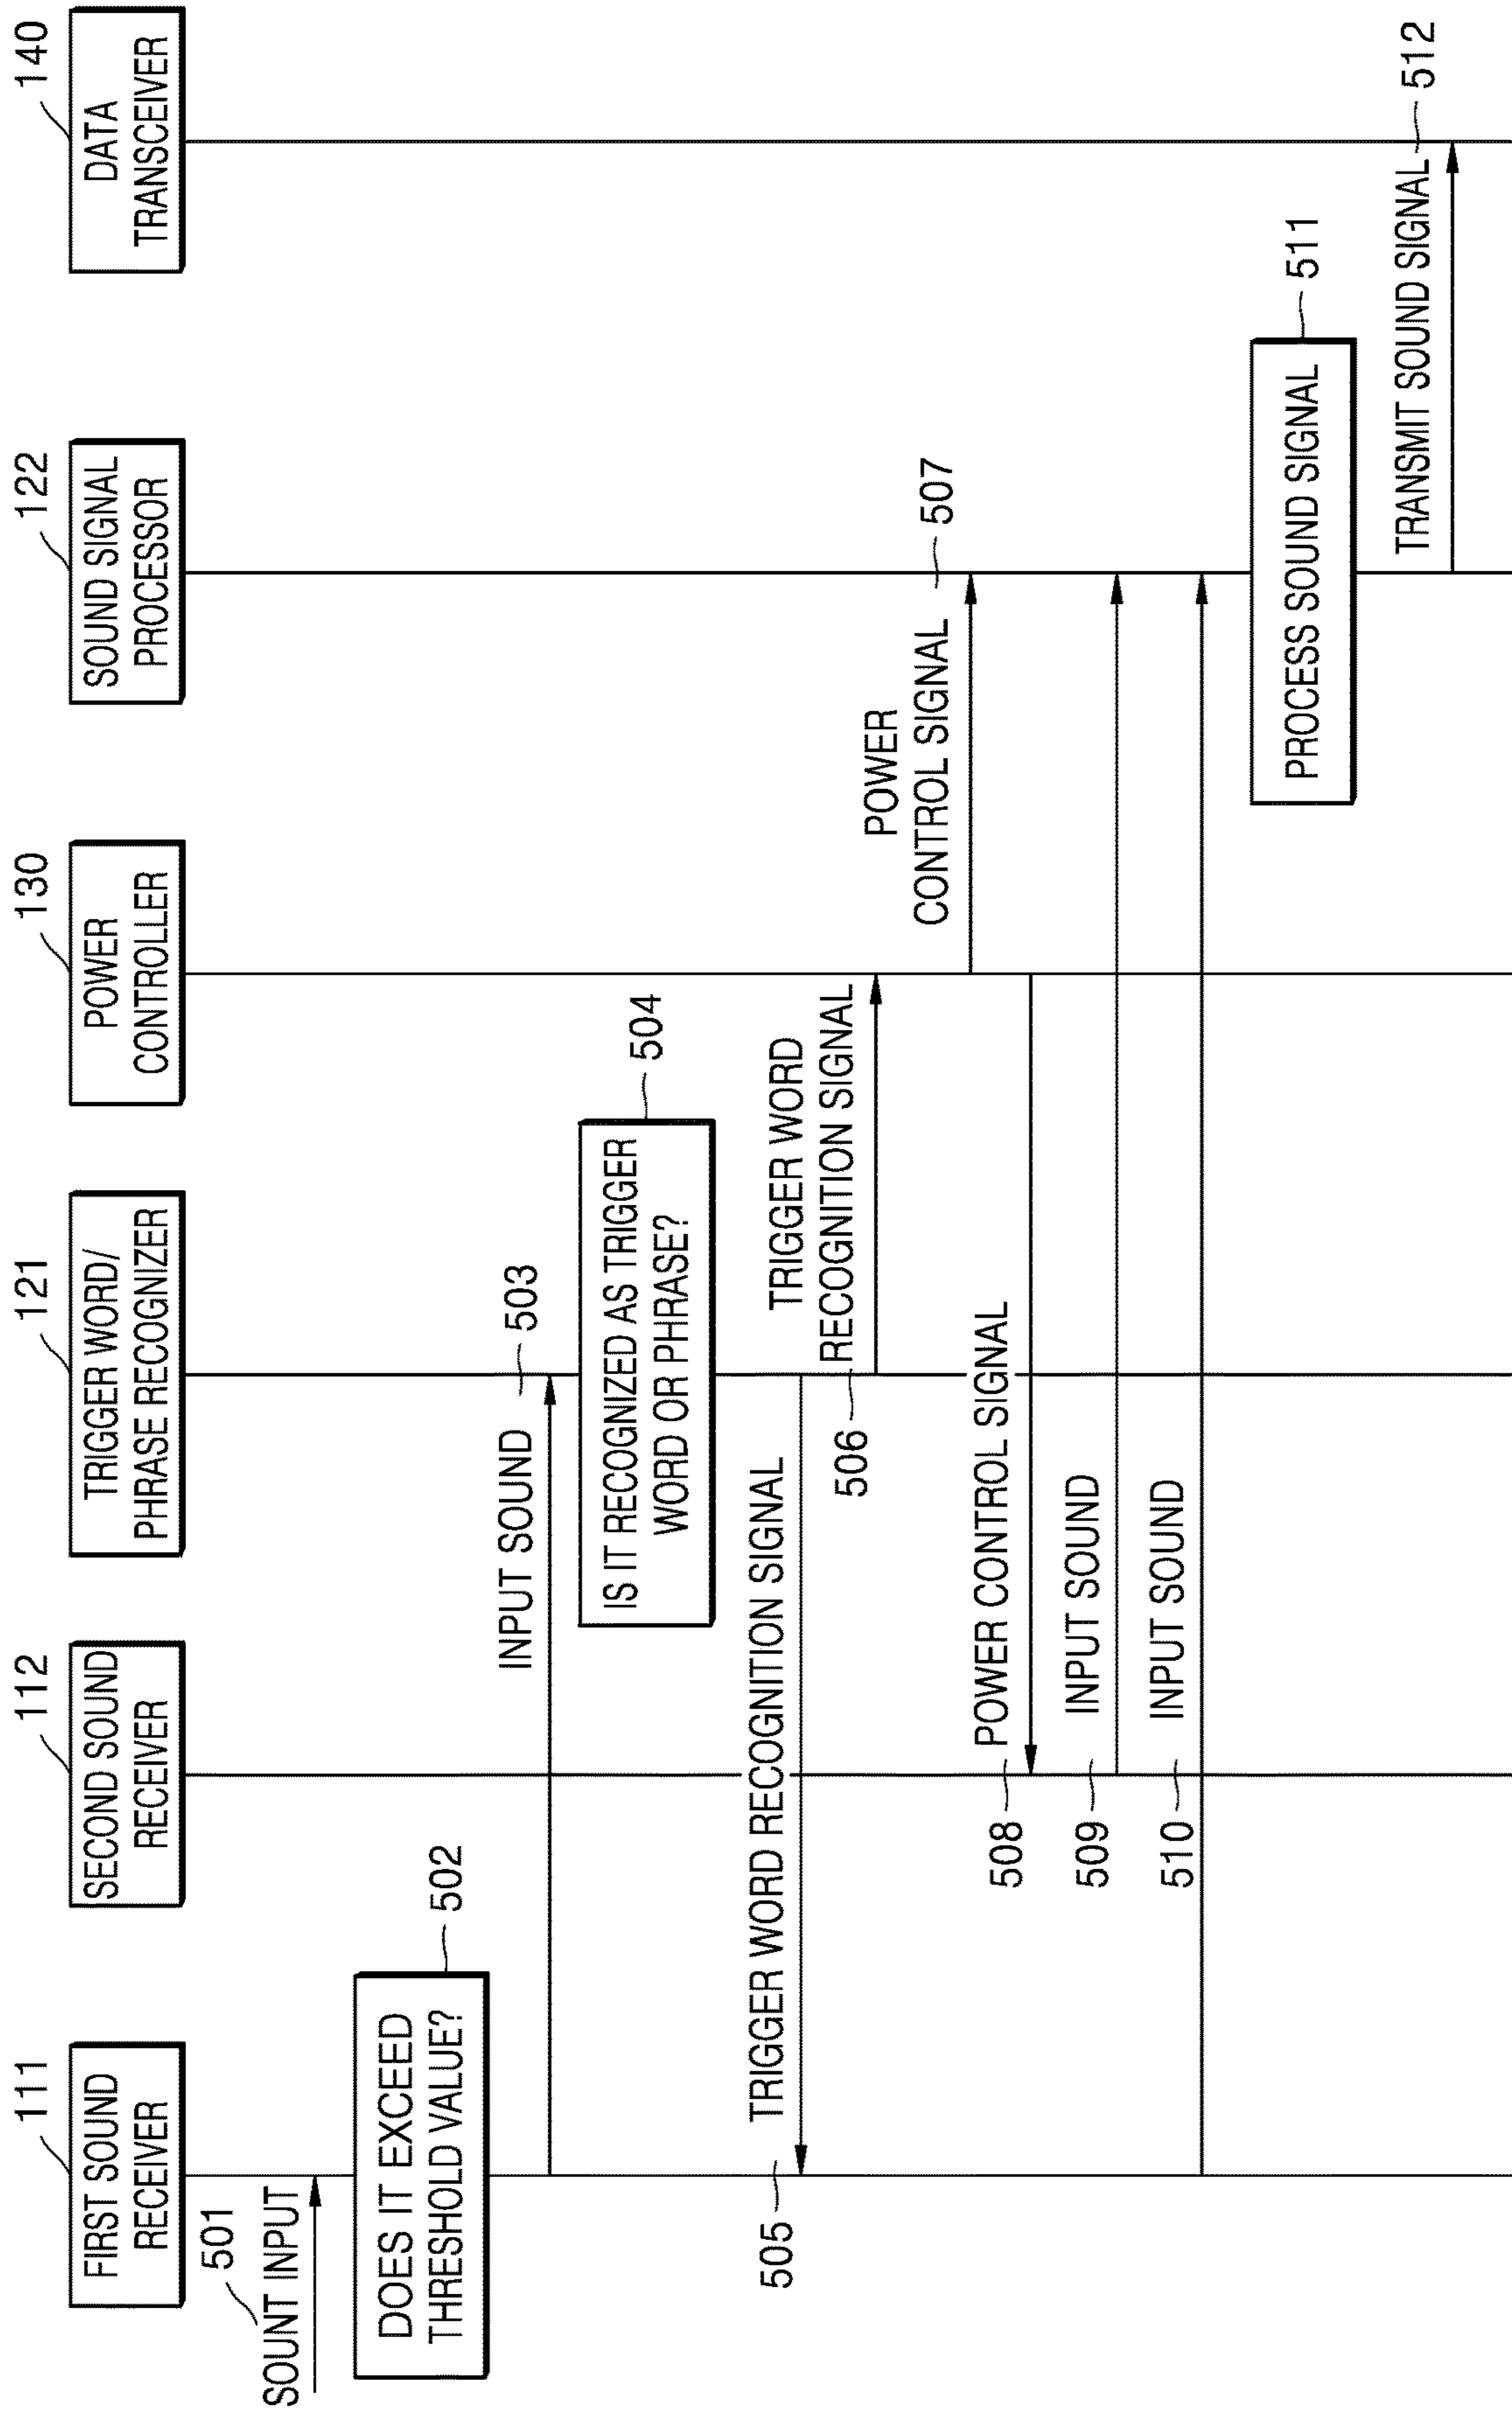 111
FIRST SOUND
RECEIVER
112
SECOND SOUND
RECEIVER
121
TRIGGER WORD/
PHRASE RECOGNIZER
130
POWER
CONTROLLER
122
SOUND SIGNAL
PROCESSOR
140
DATA
TRANSCEIVER
501
SOUNT INPUT
DOES IT EXCEED
THRESHOLD VALUE?
502
INPUT SOUND
503
IS IT RECOGNIZED AS TRIGGER
WORD OR PHRASE?
504
TRIGGER WORD RECOGNITION SIGNAL
505
TRIGGER WORD
RECOGNITION SIGNAL
506
POWER
CONTROL SIGNAL
507
POWER CONTROL SIGNAL
508
INPUT SOUND
509
INPUT SOUND
510
PROCESS SOUND SIGNAL
511
TRANSMIT SOUND SIGNAL
512